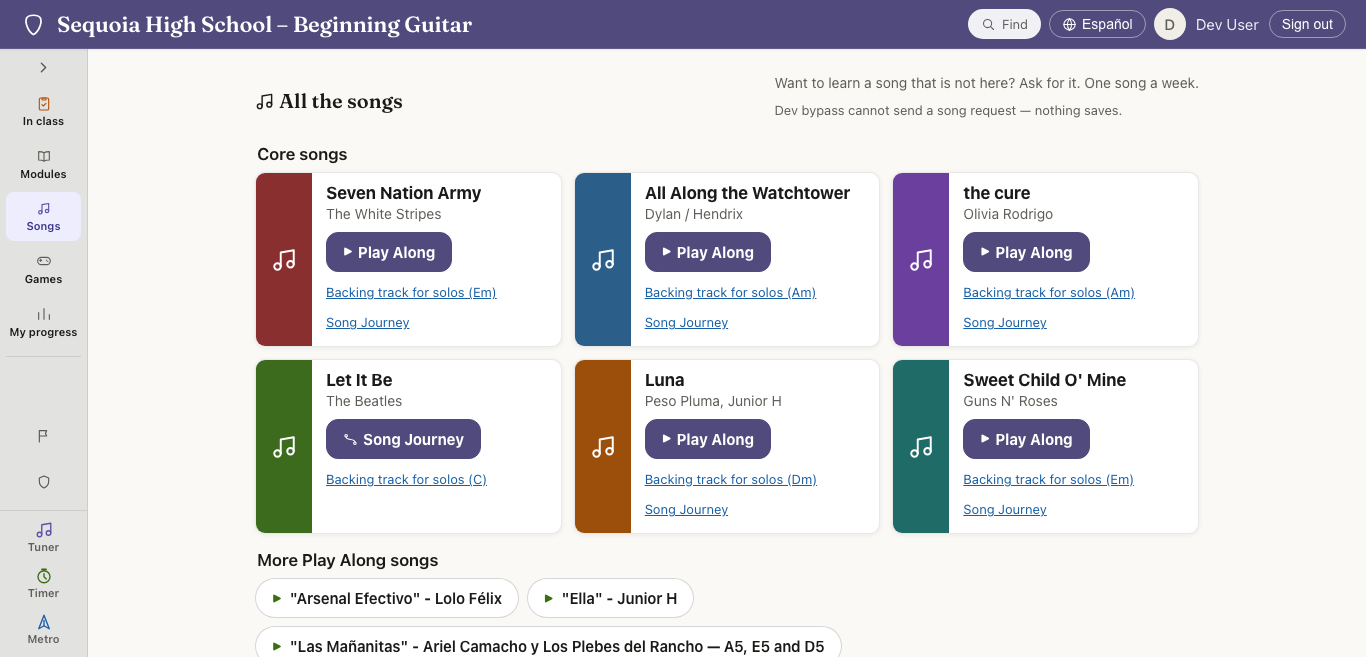 Sequoia High School – Beginning Guitar
Find
Español
D
Dev User
Sign out
In class
Modules
Songs
Games
My progress
Tuner
Timer
Metro
All the songs
Want to learn a song that is not here? Ask for it. One song a week.
Dev bypass cannot send a song request — nothing saves.
Core songs
Seven Nation Army
The White Stripes
Play Along
Backing track for solos (Em)
Song Journey
All Along the Watchtower
Dylan / Hendrix
Play Along
Backing track for solos (Am)
Song Journey
the cure
Olivia Rodrigo
Play Along
Backing track for solos (Am)
Song Journey
Let It Be
The Beatles
Song Journey
Backing track for solos (C)
Luna
Peso Pluma, Junior H
Play Along
Backing track for solos (Dm)
Song Journey
Sweet Child O' Mine
Guns N' Roses
Play Along
Backing track for solos (Em)
Song Journey
More Play Along songs
"Arsenal Efectivo" - Lolo Félix
"Ella" - Junior H
"Las Mañanitas" - Ariel Camacho y Los Plebes del Rancho — A5, E5 and D5